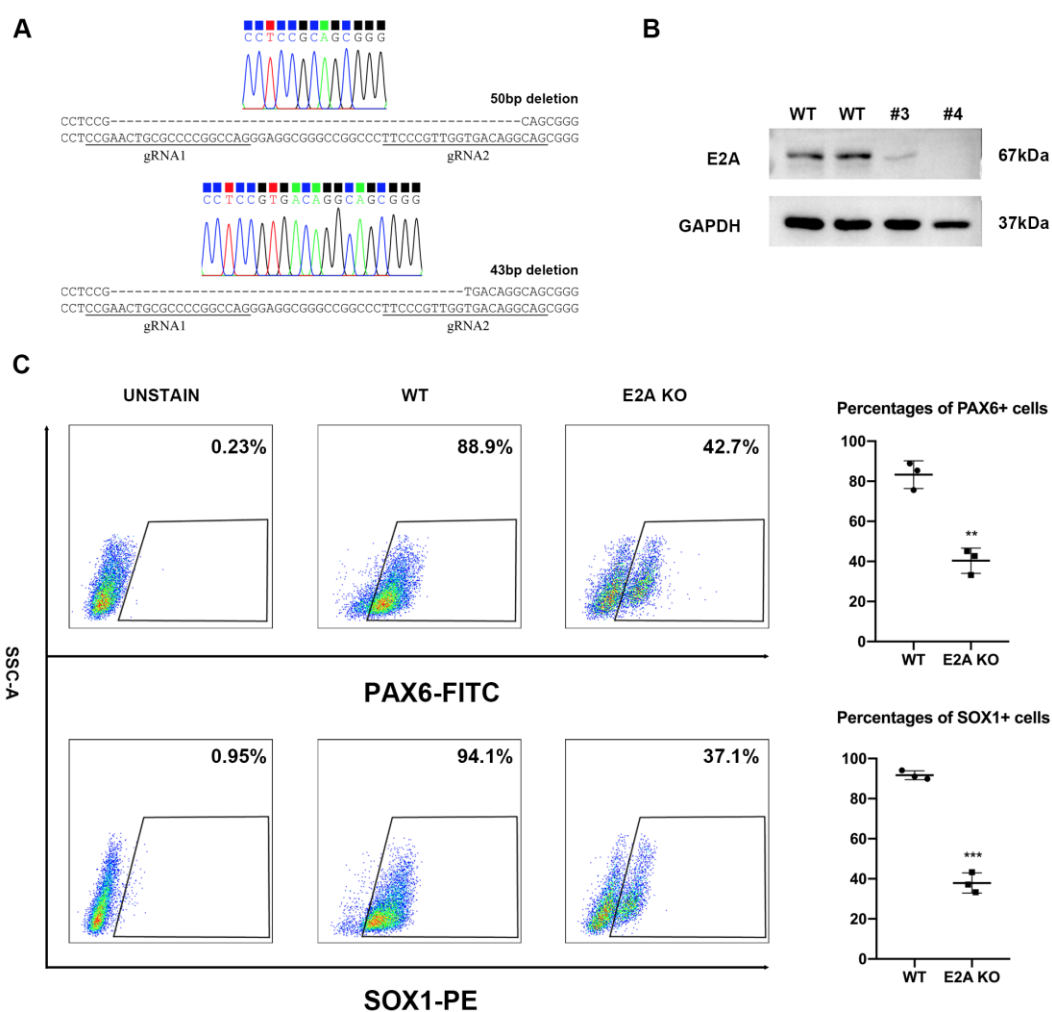 A
CCTCCGCAGCGGG
50bp deletion
CCTCCG--------------------------------------------------CAGCGGG
CCTCCGAACTGCGCCCCGGCCAGGGAGGCGGGCCGGCCCTTCCCGTTGGTGACAGGCAGCGGG
gRNA1 gRNA2
CCTCCGTGACAGGCAGCGGG
43bp deletion
CCTCCG-------------------------------------------TGACAGGCAGCGGG
CCTCCGAACTGCGCCCCGGCCAGGGAGGCGGGCCGGCCCTTCCCGTTGGTGACAGGCAGCGGG
gRNA1 gRNA2
B
WT WT #3 #4
E2A 67kDa
GAPDH 37kDa
C
UNSTAIN WT E2A KO
0.23% 88.9% 42.7%
PAX6-FITC
SSC-A
0.95% 94.1% 37.1%
SOX1-PE
Percentages of PAX6+ cells
100
80
60
40
20
0
**
WT E2A KO
Percentages of SOX1+ cells
100
80
60
40
20
0
***
WT E2A KO